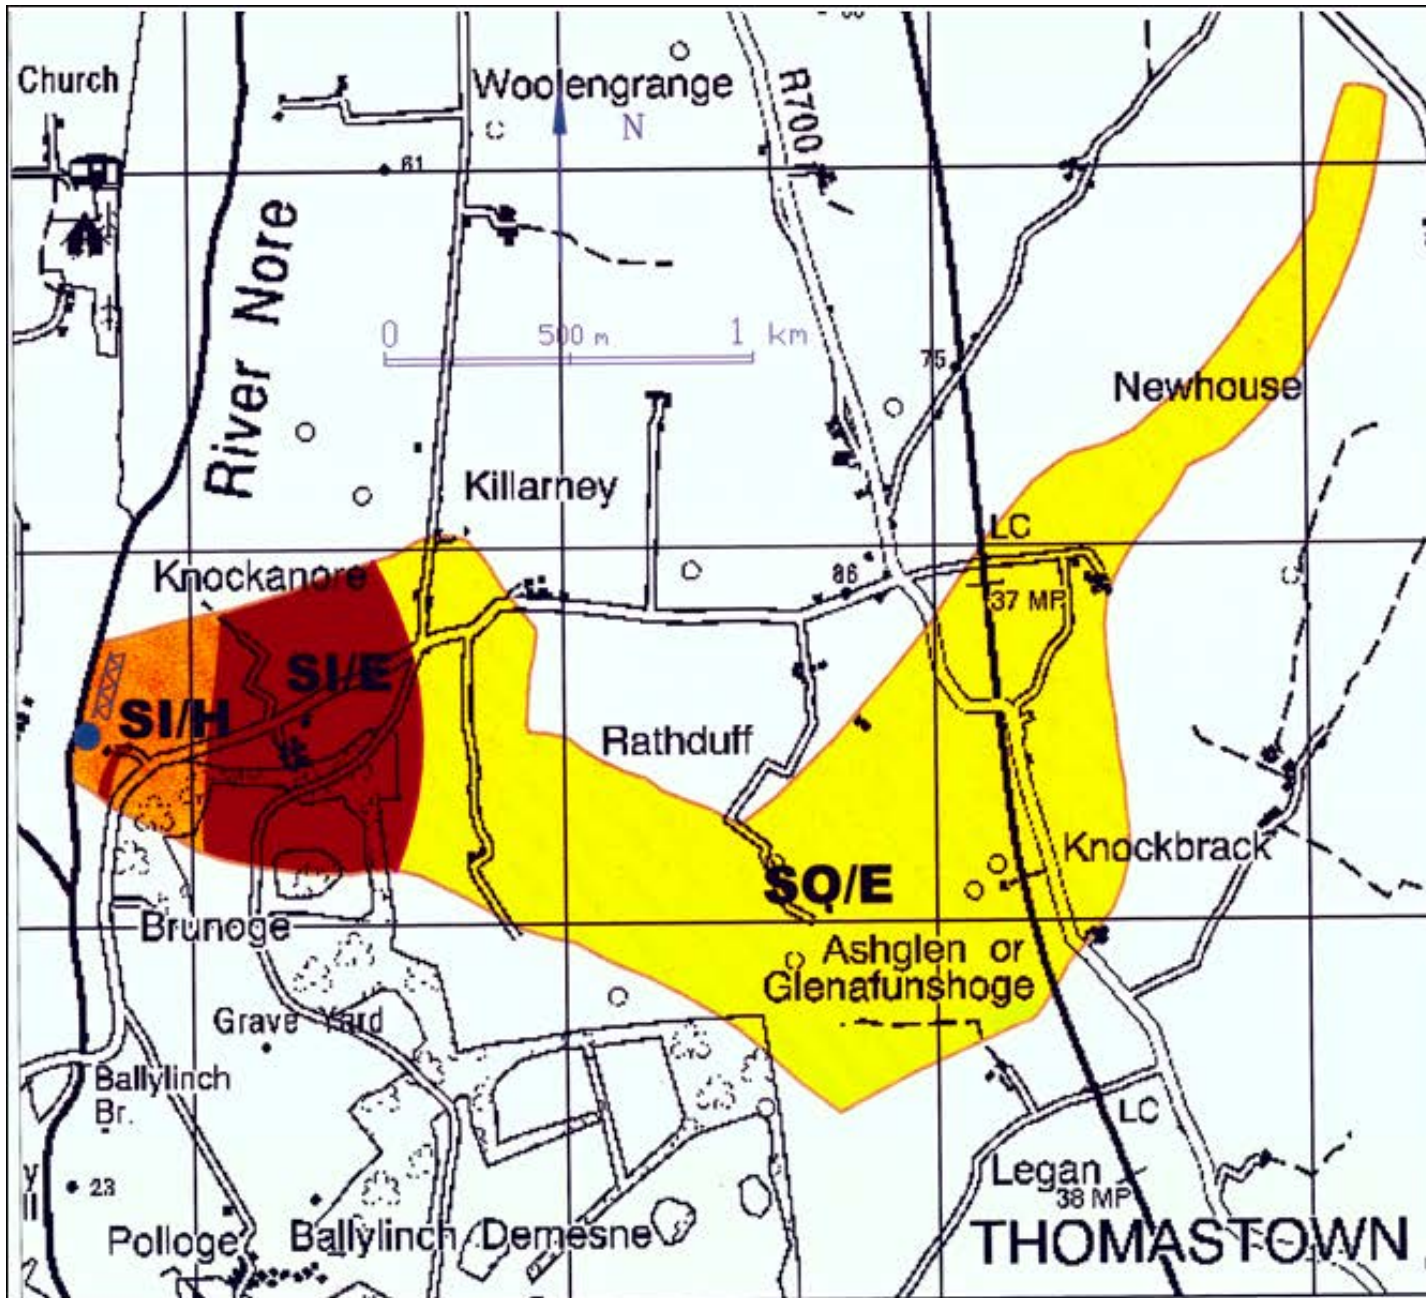 Church
Woolengrange
N
R700
61
River Nore
0 500 m 1 km
75
Newhouse
Killarney
LC
Knockanore
86
37 MP
SI/E
SI/H
Rathduff
Knockbrack
SO/E
Brunoge
Ashglen or
Glenafunshoge
Grave Yard
Ballylinch
Br.
LC
23
Legan
38 MP
Polloge
Ballylinch Demesne
THOMASTOWN